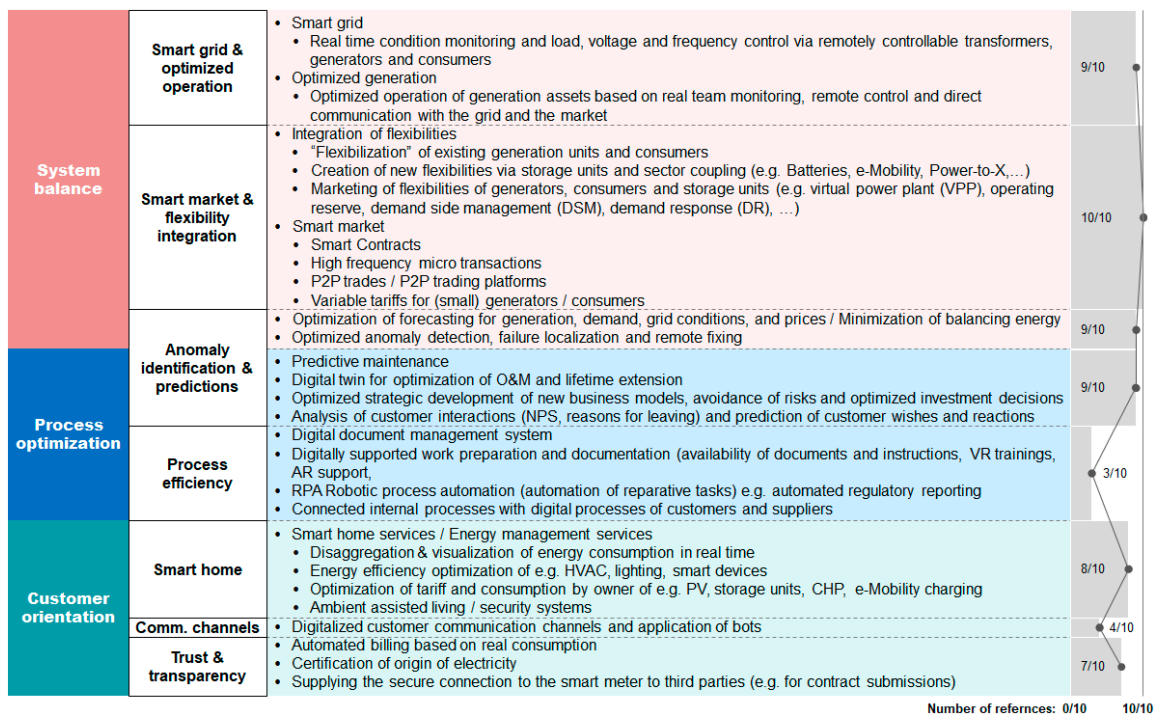 System
balance
Smart grid &
optimized
operation
• Smart grid
• Real time condition monitoring and load, voltage and frequency control via remotely controllable transformers,
generators and consumers
• Optimized generation
• Optimized operation of generation assets based on real team monitoring, remote control and direct
communication with the grid and the market
9/10
Smart market &
flexibility
integration
• Integration of flexibilities
• “Flexibilization” of existing generation units and consumers
• Creation of new flexibilities via storage units and sector coupling (e.g. Batteries, e-Mobility, Power-to-X,…)
• Marketing of flexibilities of generators, consumers and storage units (e.g. virtual power plant (VPP), operating
reserve, demand side management (DSM), demand response (DR), …)
• Smart market
• Smart Contracts
• High frequency micro transactions
• P2P trades / P2P trading platforms
• Variable tariffs for (small) generators / consumers
10/10
Anomaly
identification &
predictions
• Optimization of forecasting for generation, demand, grid conditions, and prices / Minimization of balancing energy
• Optimized anomaly detection, failure localization and remote fixing
9/10
Process
optimization
• Predictive maintenance
• Digital twin for optimization of O&M and lifetime extension
• Optimized strategic development of new business models, avoidance of risks and optimized investment decisions
• Analysis of customer interactions (NPS, reasons for leaving) and prediction of customer wishes and reactions
9/10
Process
efficiency
• Digital document management system
• Digitally supported work preparation and documentation (availability of documents and instructions, VR trainings,
AR support,
• RPA Robotic process automation (automation of reparative tasks) e.g. automated regulatory reporting
• Connected internal processes with digital processes of customers and suppliers
3/10
Customer
orientation
Smart home
• Smart home services / Energy management services
• Disaggregation & visualization of energy consumption in real time
• Energy efficiency optimization of e.g. HVAC, lighting, smart devices
• Optimization of tariff and consumption by owner of e.g. PV, storage units, CHP, e-Mobility charging
• Ambient assisted living / security systems
8/10
Comm. channels
• Digitalized customer communication channels and application of bots
4/10
Trust &
transparency
• Automated billing based on real consumption
• Certification of origin of electricity
• Supplying the secure connection to the smart meter to third parties (e.g. for contract submissions)
7/10
Number of refernces: 0/10 10/10